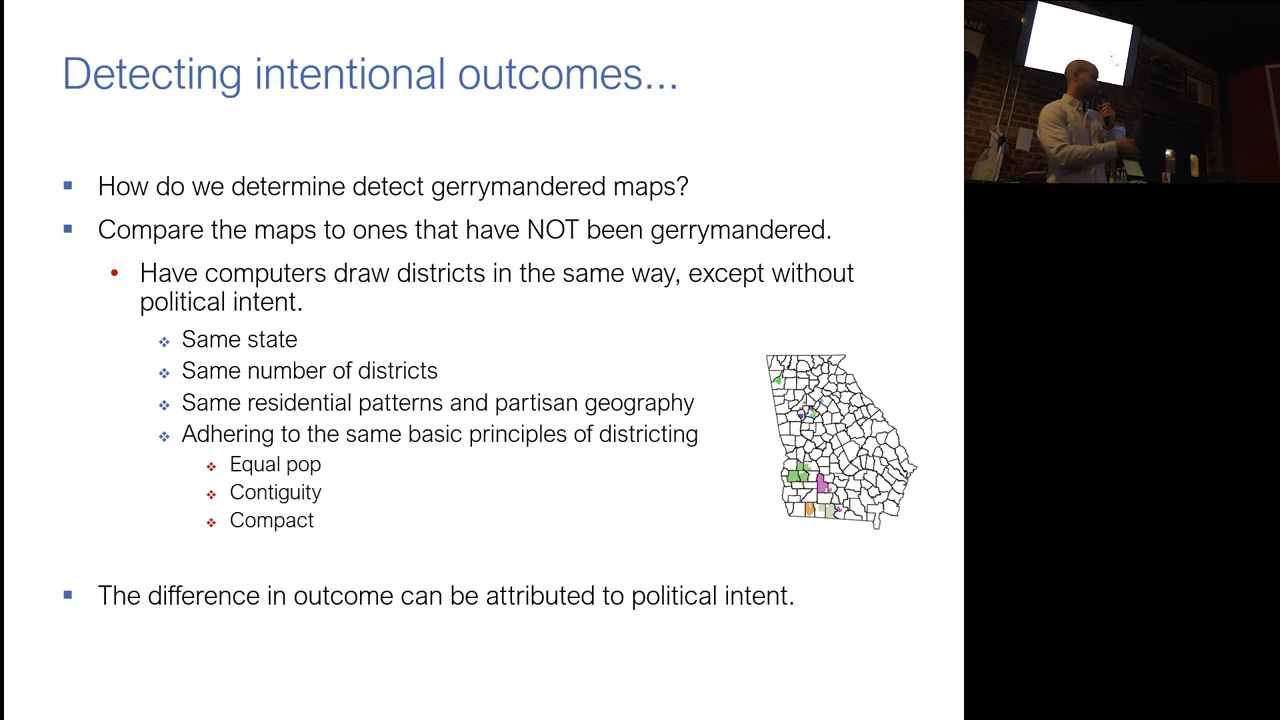 Detecting intentional outcomes...
How do we determine detect gerrymandered maps?
Compare the maps to ones that have NOT been gerrymandered.
Have computers draw districts in the same way, except without
political intent.
Same state
Same number of districts
Same residential patterns and partisan geography
Adhering to the same basic principles of districting
Equal pop
Contiguity
Compact
The difference in outcome can be attributed to political intent.